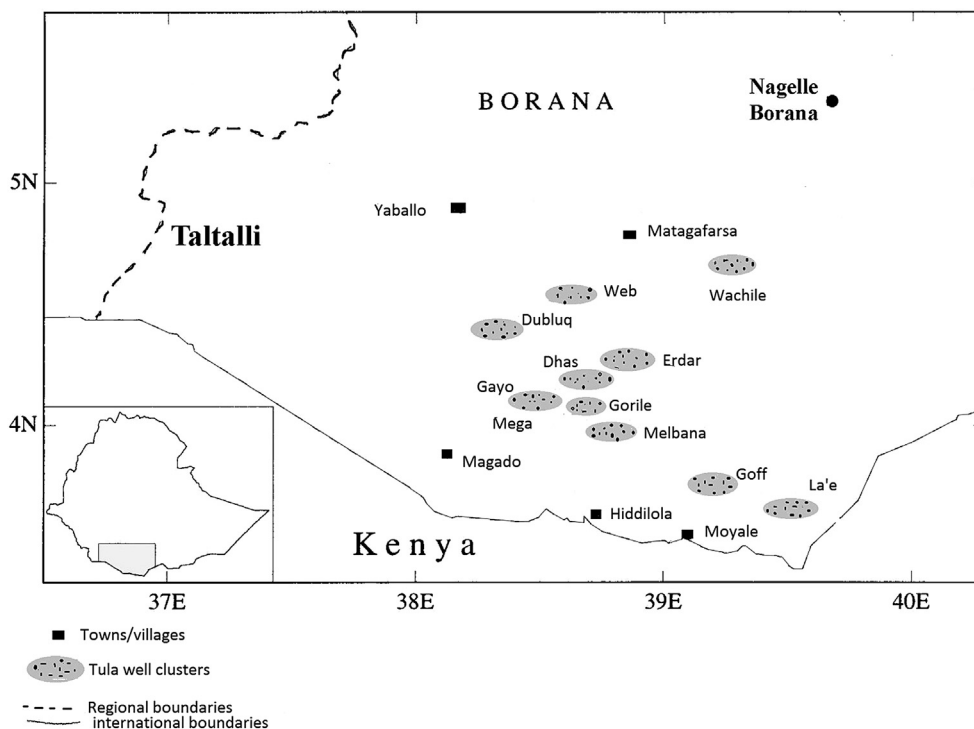 BORANA
Nagelle
Borana
5N
Yaballo
Taltalli
Matagafarsa
Wachile
Web
Dubluq
Dhas
Erdar
Gayo
Gorile
4N
Mega
Melbana
Magado
Goff
La'e
Hiddilola
Moyale
Kenya
37E
38E
39E
40E
Towns/villages
Tula well clusters
Regional boundaries
international boundaries